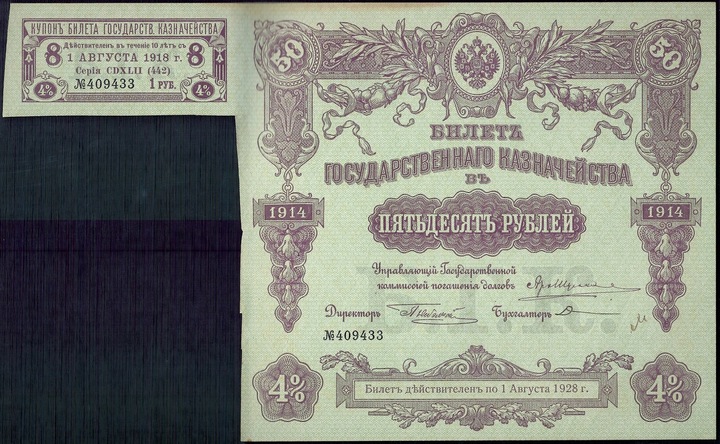 КУПОНЪ БИЛЕТА ГОСУДАРСТВ. КАЗНАЧЕЙСТВА
8 Дѣйствителенъ въ теченіе 10 лѣтъ съ 8
1 АВГУСТА 1918 г.
Серія CDXLII (442)
4% №409433 1 РУБ. 4%
50 50
БИЛЕТЪ
ГОСУДАРСТВЕННАГО КАЗНАЧЕЙСТВА
ВЪ
1914 ПЯТЬДЕСЯТЪ РУБЛЕЙ 1914
Управляющій Государственной
коммиссіей погашенія долговъ
Директоръ Бухгалтеръ
№409433
4% Билетъ дѣйствителенъ по 1 Августа 1928 г. 4%